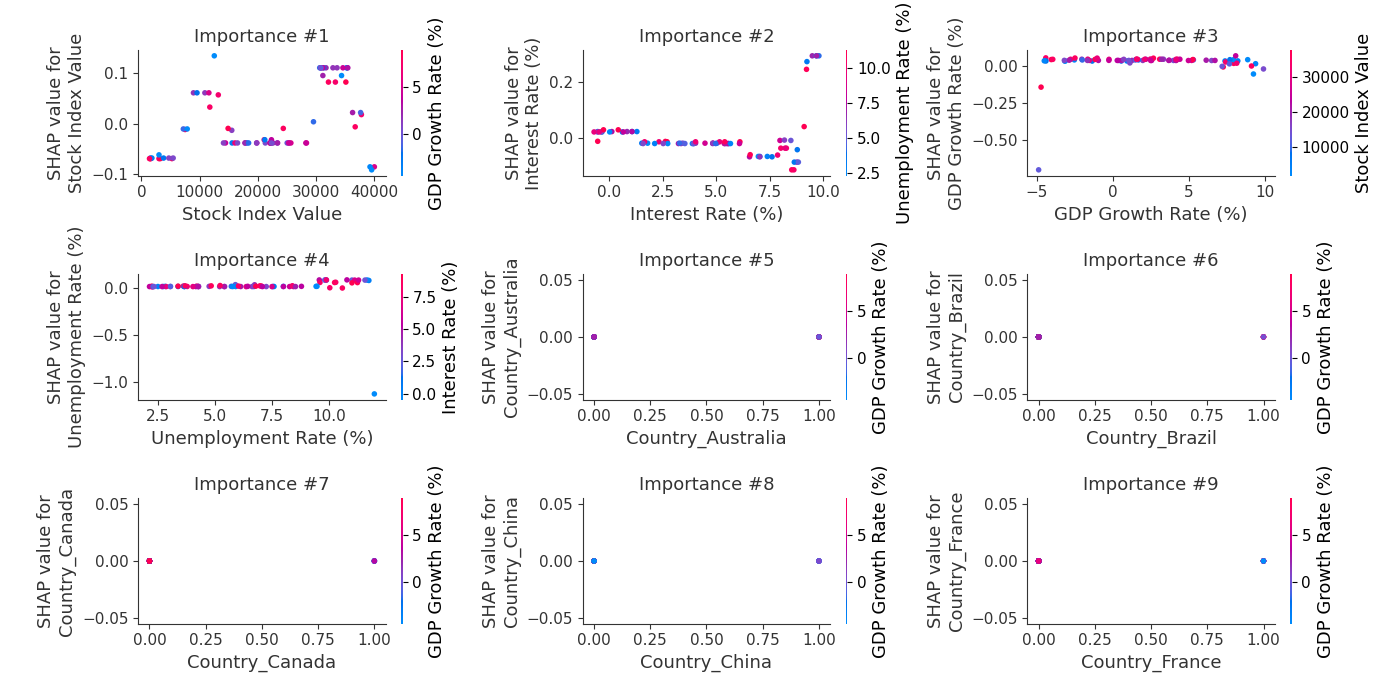 Importance #1
SHAP value for
Stock Index Value
0.1
0.0
−0.1
0
10000
20000
30000
40000
Stock Index Value
5
0
GDP Growth Rate (%)
Importance #2
SHAP value for
Interest Rate (%)
0.2
0.0
0.0
2.5
5.0
7.5
10.0
Interest Rate (%)
10.0
7.5
5.0
2.5
Unemployment Rate (%)
Importance #3
SHAP value for
GDP Growth Rate (%)
0.00
−0.25
−0.50
−5
0
5
10
GDP Growth Rate (%)
30000
20000
10000
Stock Index Value
Importance #4
SHAP value for
Unemployment Rate (%)
0.0
−0.5
−1.0
2.5
5.0
7.5
10.0
Unemployment Rate (%)
7.5
5.0
2.5
0.0
Interest Rate (%)
Importance #5
SHAP value for
Country_Australia
0.05
0.00
−0.05
0.00
0.25
0.50
0.75
1.00
Country_Australia
5
0
GDP Growth Rate (%)
Importance #6
SHAP value for
Country_Brazil
0.05
0.00
−0.05
0.00
0.25
0.50
0.75
1.00
Country_Brazil
5
0
GDP Growth Rate (%)
Importance #7
SHAP value for
Country_Canada
0.05
0.00
−0.05
0.00
0.25
0.50
0.75
1.00
Country_Canada
5
0
GDP Growth Rate (%)
Importance #8
SHAP value for
Country_China
0.05
0.00
−0.05
0.00
0.25
0.50
0.75
1.00
Country_China
5
0
GDP Growth Rate (%)
Importance #9
SHAP value for
Country_France
0.05
0.00
−0.05
0.00
0.25
0.50
0.75
1.00
Country_France
5
0
GDP Growth Rate (%)